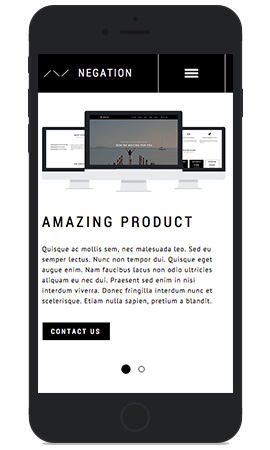 NEGATION
AMAZING PRODUCT
Quisque ac mollis sem, nec malesuada leo. Sed eu
semper lectus. Nunc non tempor dui. Quisque eget
augue enim. Nam faucibus lacus non odio ultricies
aliquam eu nec dui. Praesent sed enim in nisi
interdum viverra. Donec fringilla interdum nunc et
scelerisque. Etiam nulla sapien, pretium a blandit.
CONTACT US